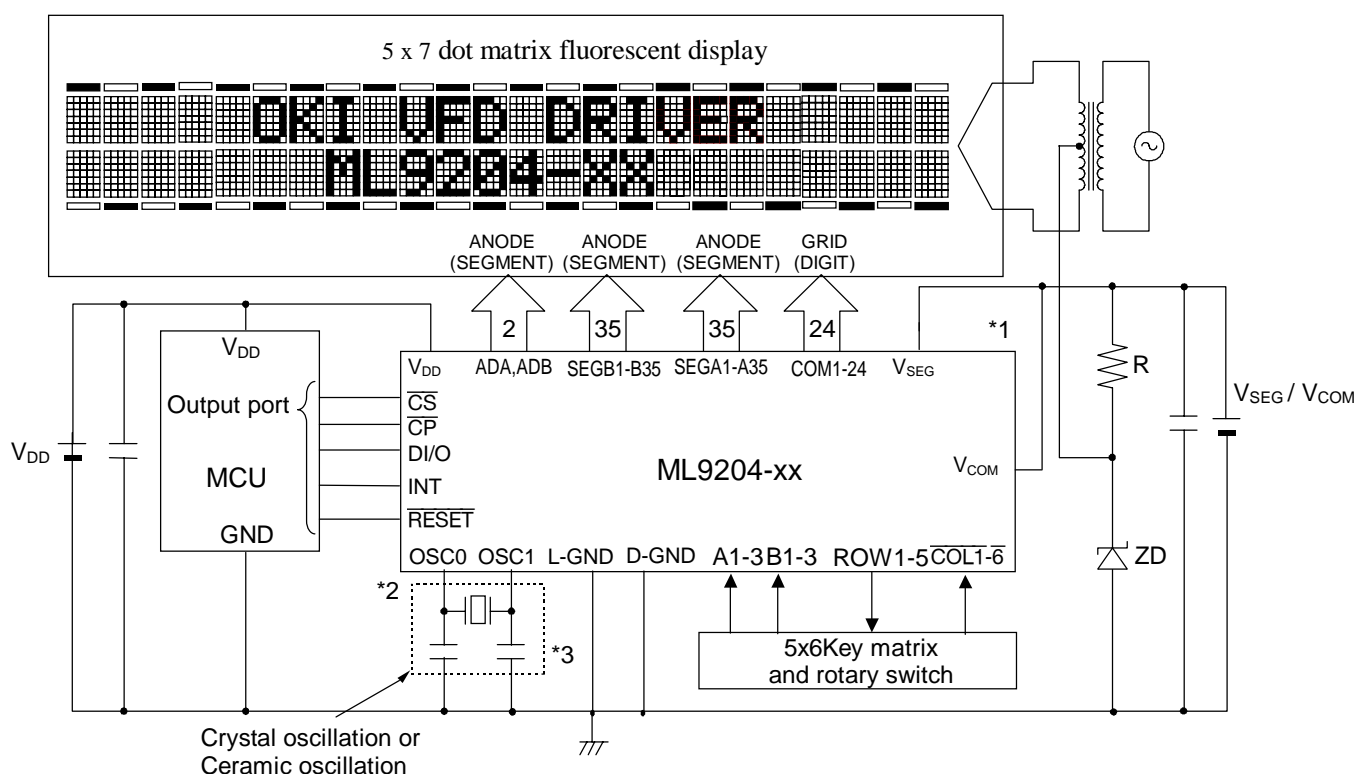 5 x 7 dot matrix fluorescent display
OKI VFD DRIVER
ML9204-XX
ANODE (SEGMENT)
ANODE (SEGMENT)
ANODE (SEGMENT)
GRID (DIGIT)
2
35
35
24
*1
VDD
VDD
ADA,ADB
SEGB1-B35
SEGA1-A35
COM1-24
VSEG
R
VSEG / VCOM
Output port
CS
CP
DI/O
INT
RESET
VDD
MCU
GND
ML9204-xx
VCOM
OSC0
OSC1
L-GND
D-GND
A1-3
B1-3
ROW1-5
COL1-6
ZD
*2
*3
5x6Key matrix
and rotary switch
Crystal oscillation or
Ceramic oscillation